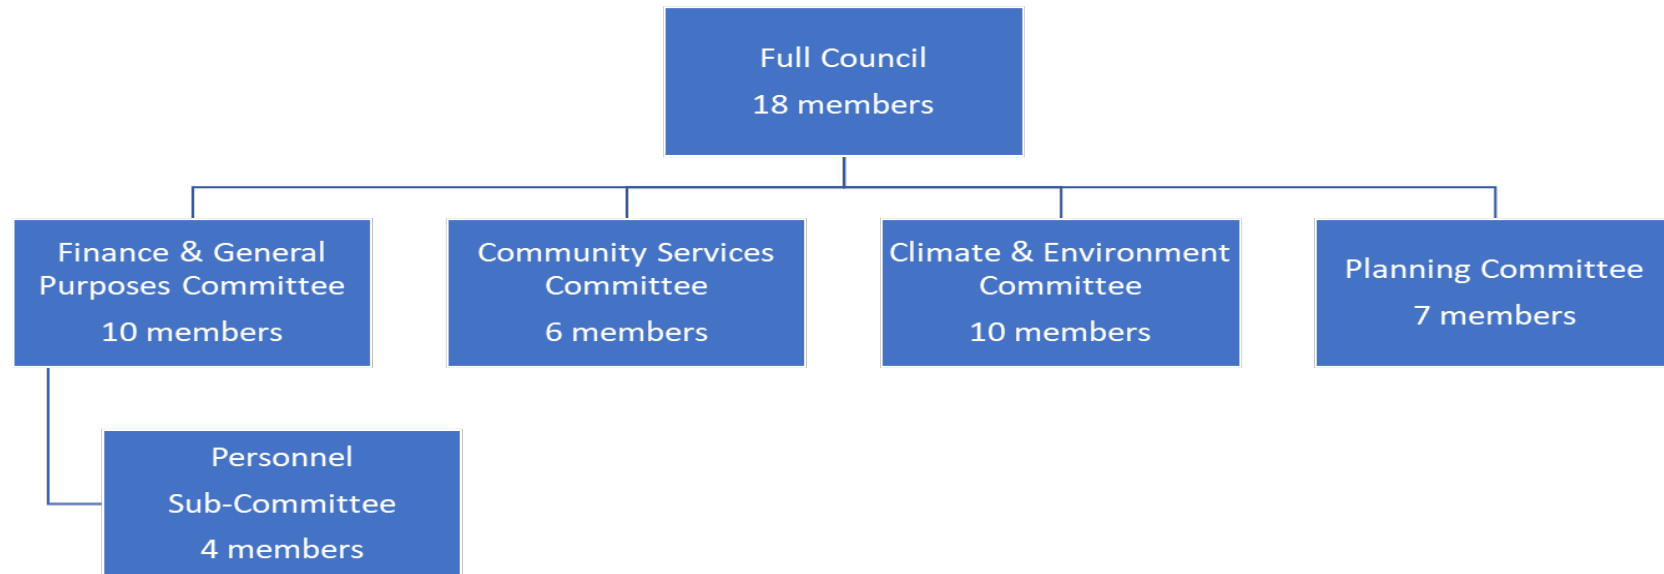 Full Council
18 members
Finance & General
Purposes Committee
10 members
Community Services
Committee
6 members
Climate & Environment
Committee
10 members
Planning Committee
7 members
Personnel
Sub-Committee
4 members